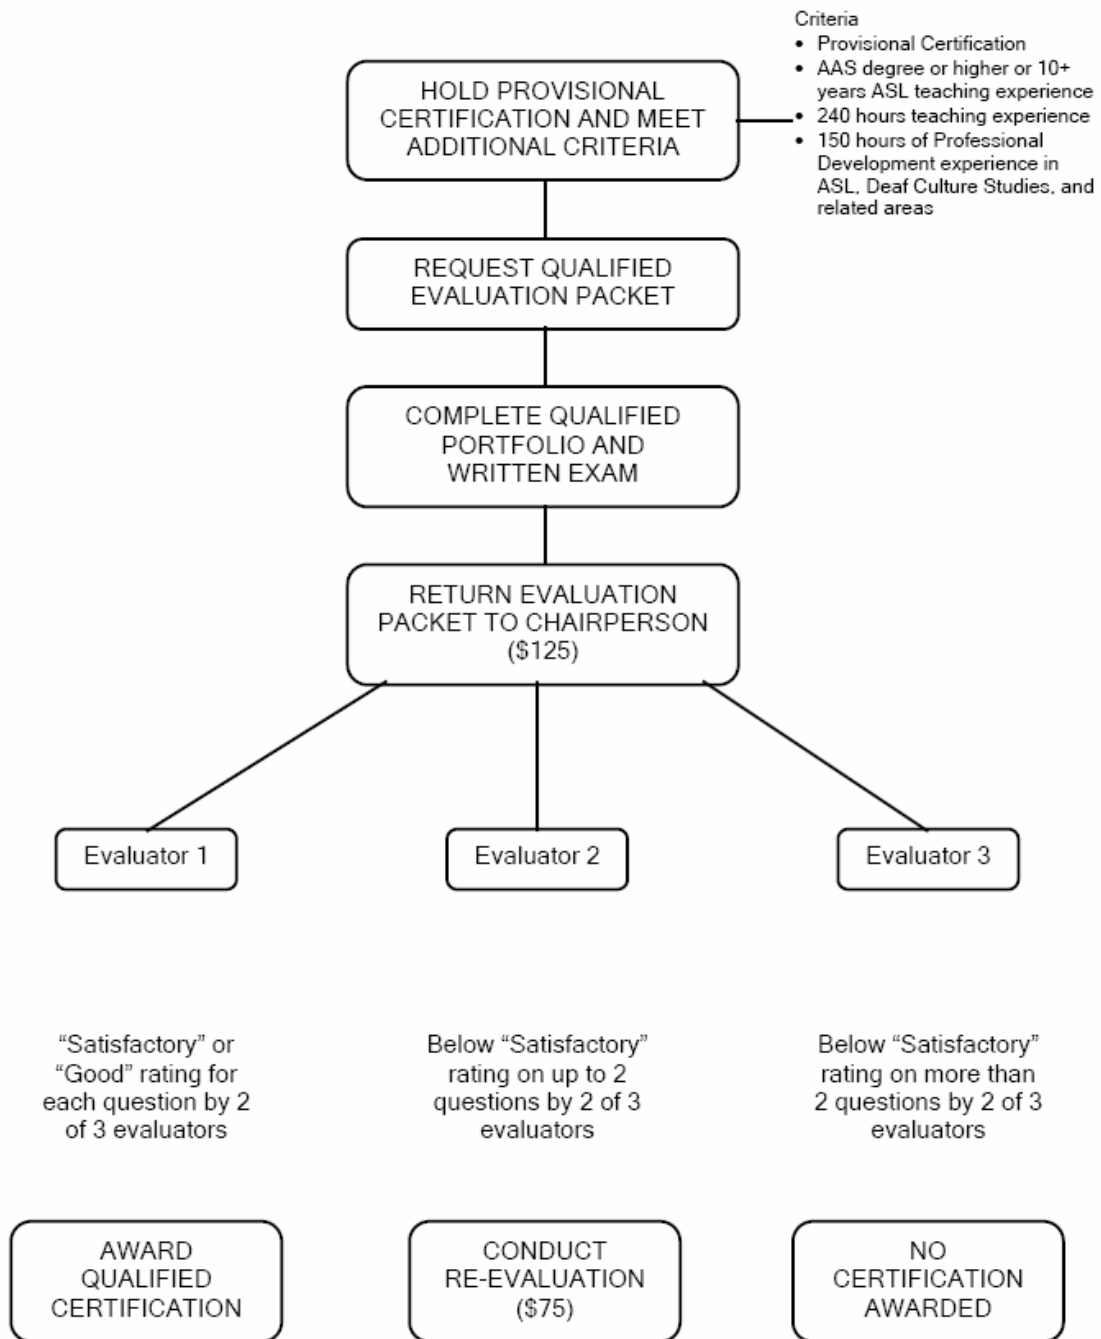 Criteria
• Provisional Certification
• AAS degree or higher or 10+
years ASL teaching experience
• 240 hours teaching experience
• 150 hours of Professional
Development experience in
ASL, Deaf Culture Studies, and
related areas
HOLD PROVISIONAL
CERTIFICATION AND MEET
ADDITIONAL CRITERIA
REQUEST QUALIFIED
EVALUATION PACKET
COMPLETE QUALIFIED
PORTFOLIO AND
WRITTEN EXAM
RETURN EVALUATION
PACKET TO CHAIRPERSON
($125)
Evaluator 1
Evaluator 2
Evaluator 3
“Satisfactory” or
“Good” rating for
each question by 2
of 3 evaluators
Below “Satisfactory”
rating on up to 2
questions by 2 of 3
evaluators
Below “Satisfactory”
rating on more than
2 questions by 2 of 3
evaluators
AWARD
QUALIFIED
CERTIFICATION
CONDUCT
RE-EVALUATION
($75)
NO
CERTIFICATION
AWARDED